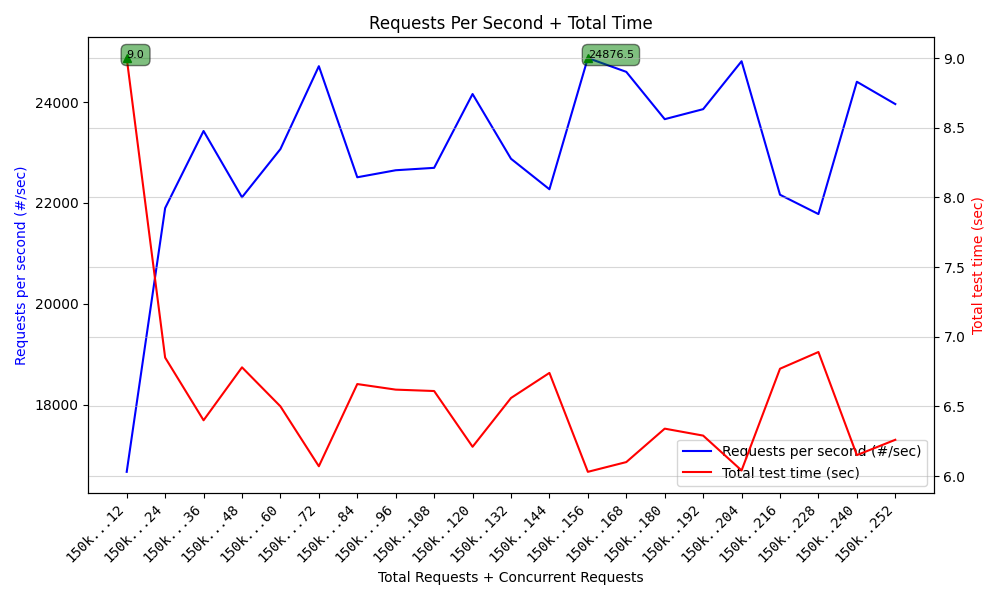 Requests Per Second + Total Time
9.0
24876.5
Requests per second (#/sec)
24000
22000
20000
18000
9.0
8.5
8.0
7.5
7.0
6.5
6.0
Total test time (sec)
Requests per second (#/sec)
Total test time (sec)
150k...12
150k...24
150k...36
150k...48
150k...60
150k...72
150k...84
150k...96
150k..108
150k..120
150k..132
150k..144
150k..156
150k..168
150k..180
150k..192
150k..204
150k..216
150k..228
150k..240
150k..252
Total Requests + Concurrent Requests